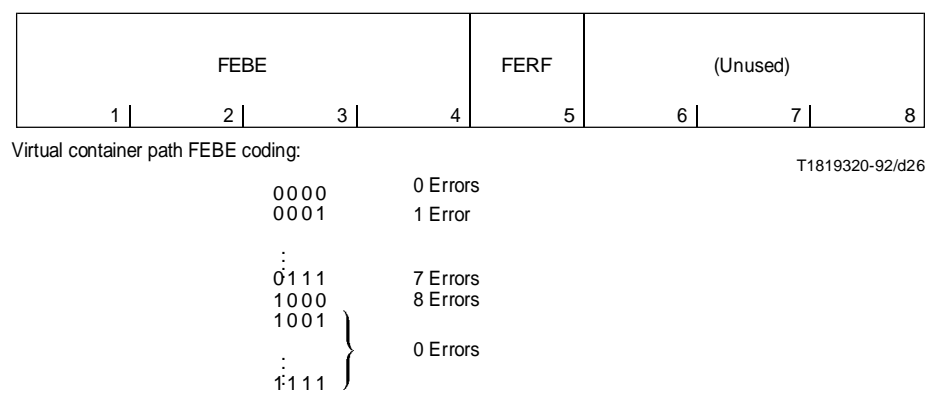 FEBE FERF (Unused)
1 2 3 4 5 6 7 8
Virtual container path FEBE coding:
T1819320-92/d26
0000 0 Errors
0001 1 Error
:
0111 7 Errors
1000 8 Errors
1001
0 Errors
:
1111